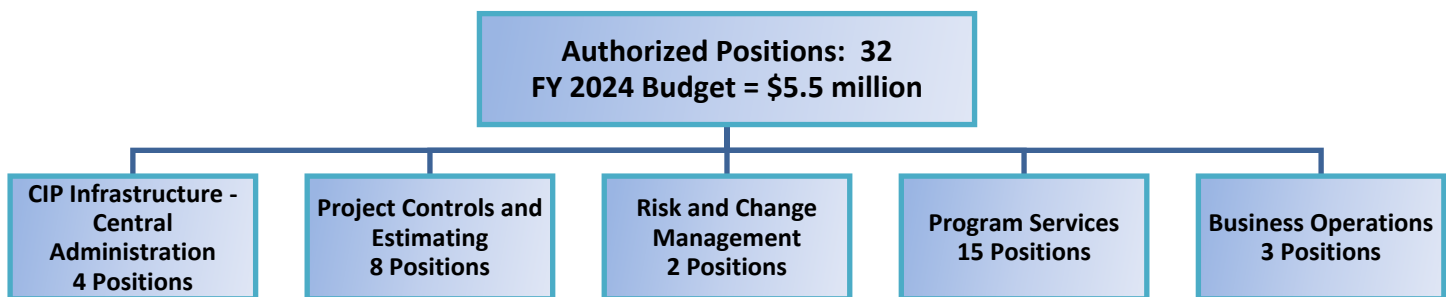 Authorized Positions: 32
FY 2024 Budget = $5.5 million
CIP Infrastructure -
Central
Administration
4 Positions
Project Controls and
Estimating
8 Positions
Risk and Change
Management
2 Positions
Program Services
15 Positions
Business Operations
3 Positions